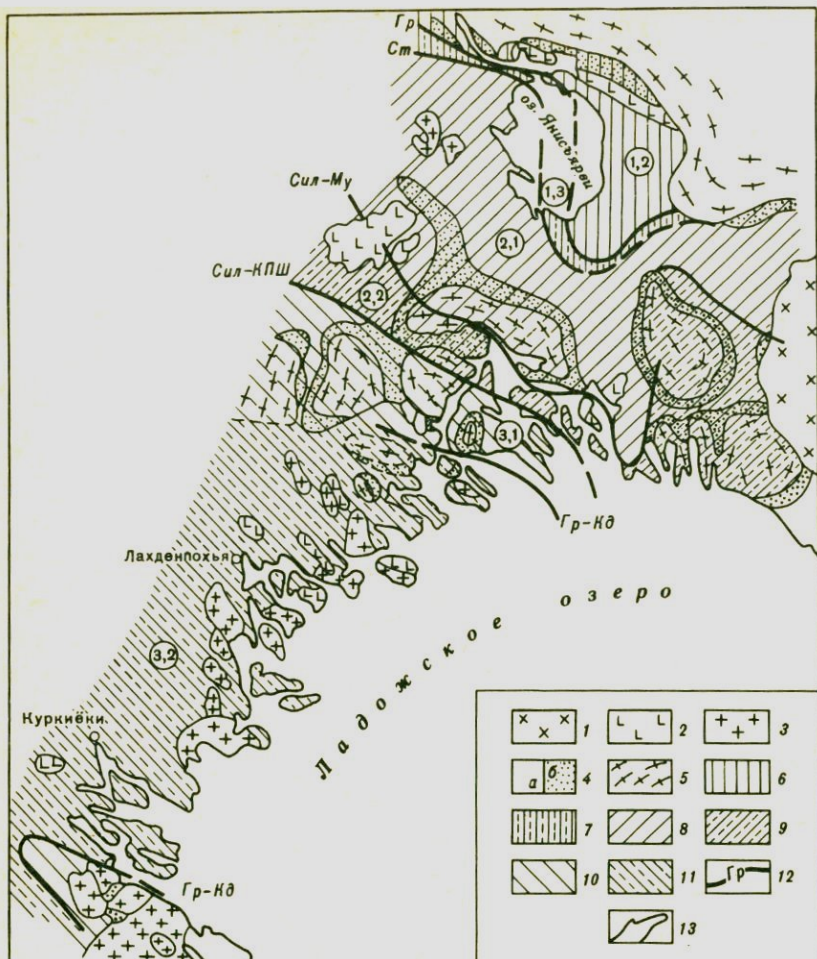 Гр
Ст
оз. Янисъярви
1,2
1,3
Сил-Му
2,1
Сил-КПШ
2,2
3,1
Гр-Кд
Лахденпохья
Ладожское озеро
3,2
Куркиёки
Гр-Кд
1
2
3
а
б
4
5
6
7
8
9
10
11
Гр
12
13